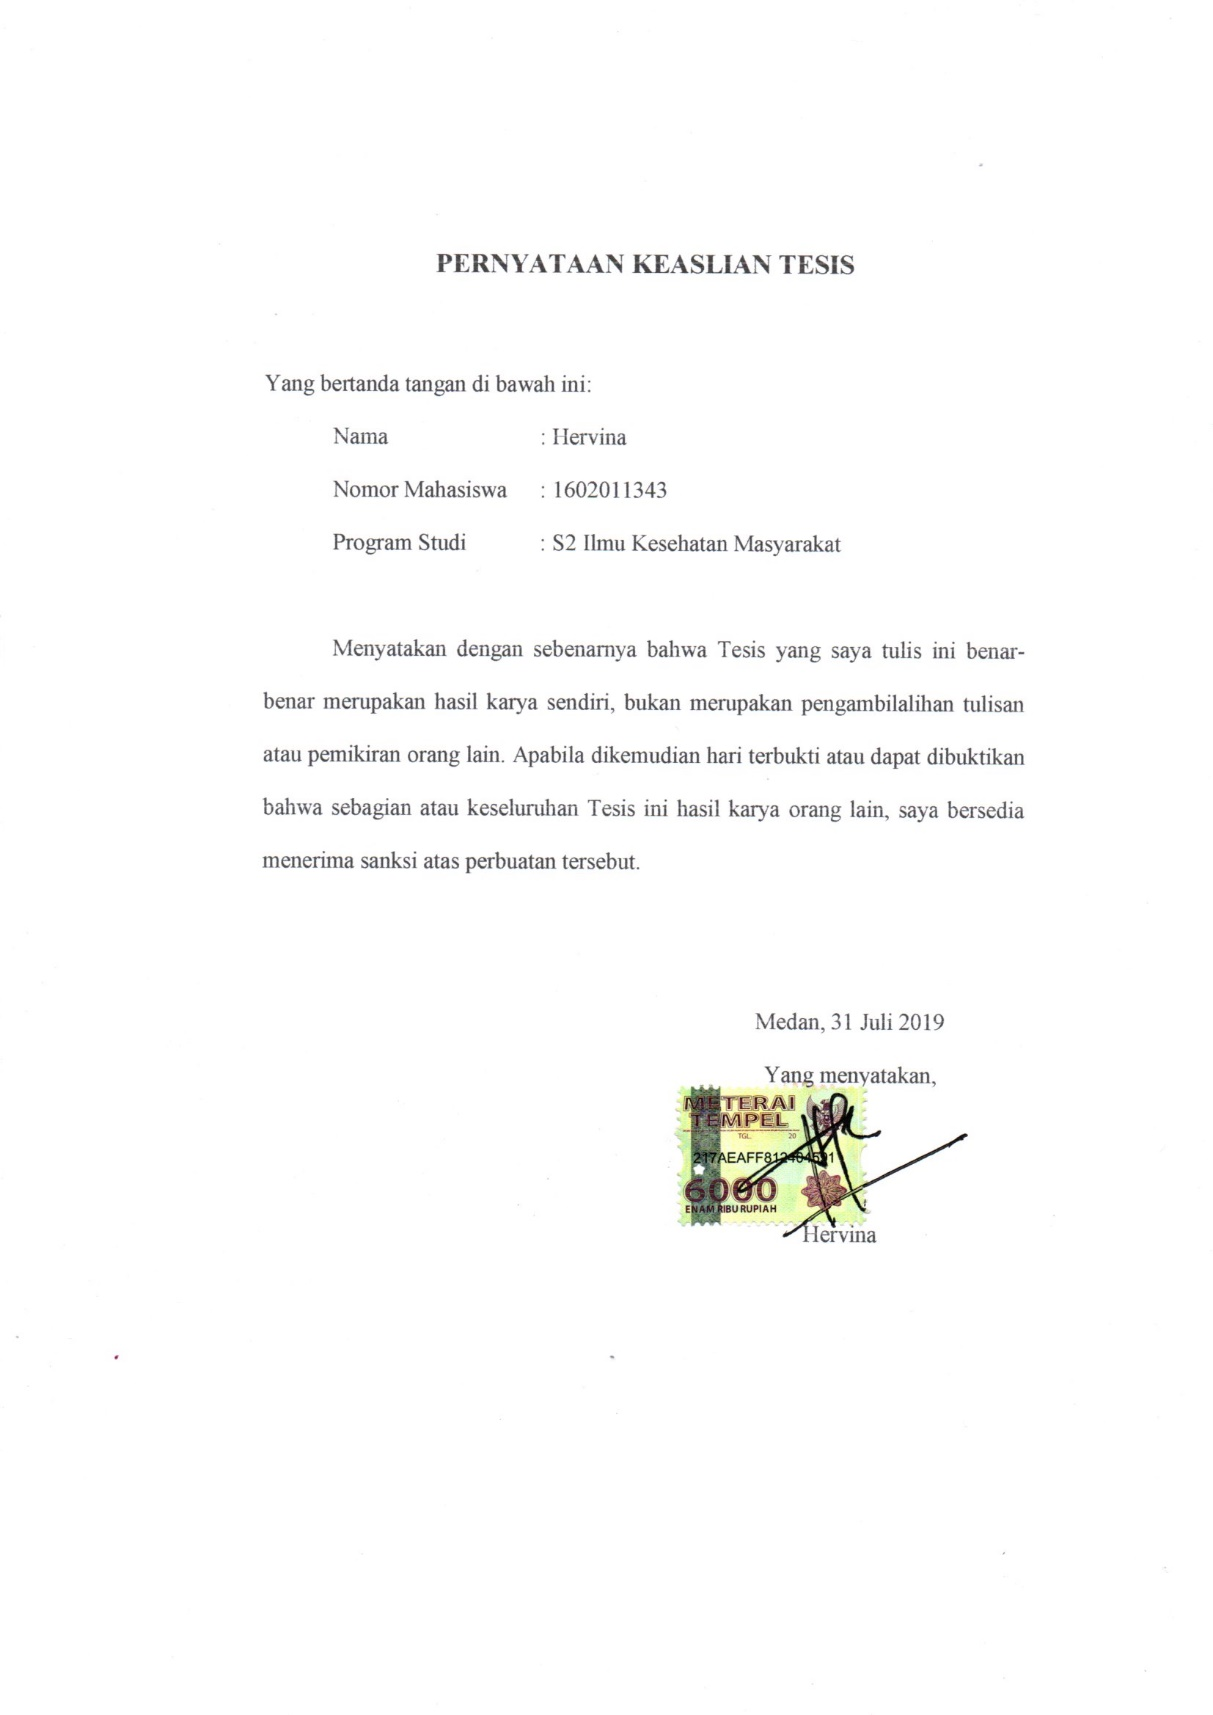 PERNYATAAN KEASLIAN TESIS
Yang bertanda tangan di bawah ini:
Nama : Hervina
Nomor Mahasiswa : 1602011343
Program Studi : S2 Ilmu Kesehatan Masyarakat
Menyatakan dengan sebenarnya bahwa Tesis yang saya tulis ini benar-
benar merupakan hasil karya sendiri, bukan merupakan pengambilalihan tulisan
atau pemikiran orang lain. Apabila dikemudian hari terbukti atau dapat dibuktikan
bahwa sebagian atau keseluruhan Tesis ini hasil karya orang lain, saya bersedia
menerima sanksi atas perbuatan tersebut.
Medan, 31 Juli 2019
Yang menyatakan,
METERAI
TEMPEL
TGL. 20
6000
ENAM RIBU RUPIAH
Hervina